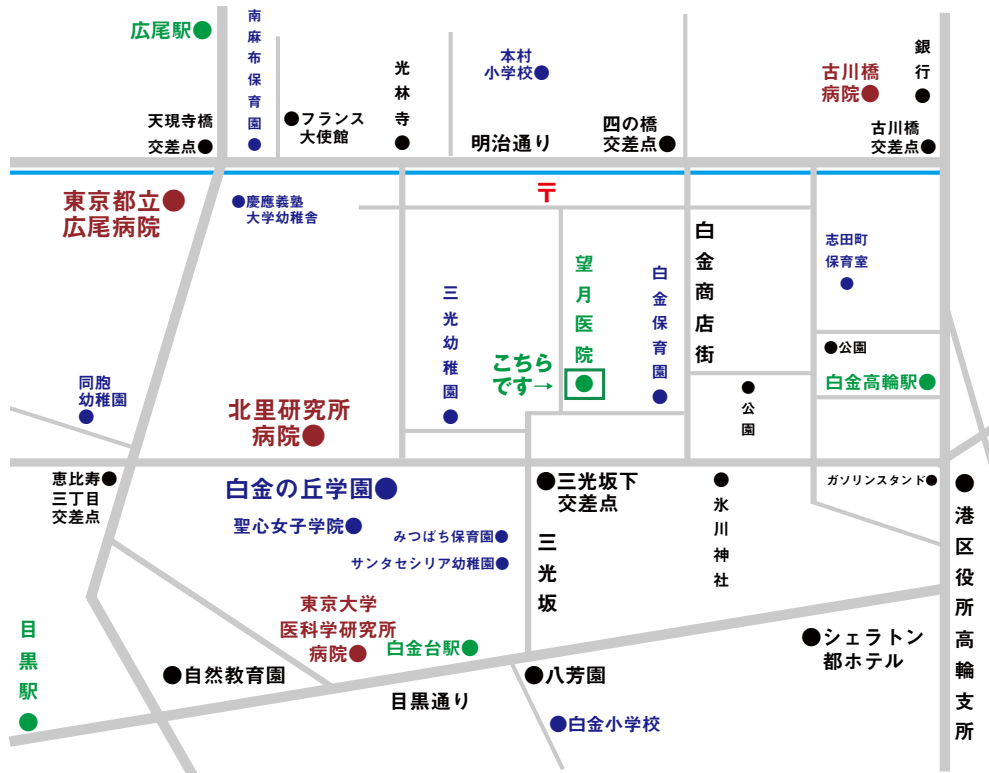 広尾駅
南麻布保育園
光林寺
本村
小学校
銀行
古川橋
病院
フランス
大使館
天現寺橋
交差点
明治通り
四の橋
交差点
古川橋
交差点
東京都立
広尾病院
慶應義塾
大学幼稚舎
〒
白金商店街
志田町
保育室
望月医院
白金保育園
三光幼稚園
こちら
です→
公園
白金高輪駅
公園
同胞
幼稚園
北里研究所
病院
恵比寿
三丁目
交差点
白金の丘学園
三光坂下
交差点
氷川神社
ガソリンスタンド
港区役所高輪支所
聖心女子学院
みつばち保育園
サンタセシリア幼稚園
三光坂
東京大学
医科学研究所
病院
白金台駅
シェラトン
都ホテル
目黒駅
自然教育園
八芳園
目黒通り
白金小学校